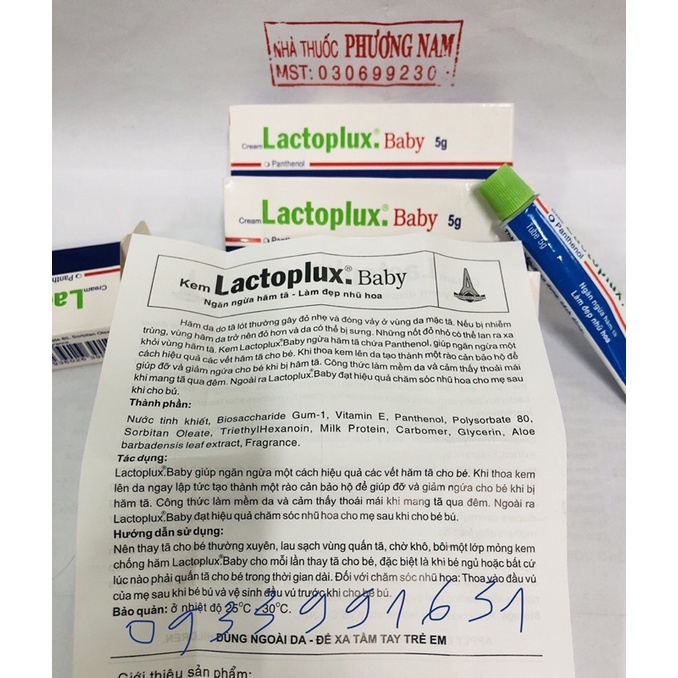 NHÀ THUỐC PHƯƠNG NAM
MST: 030699230
Cream Lactoplux® Baby 5g
Panthenol
Cream Lactoplux® Baby 5g
Panthenol
Tube 5g
Ngăn ngừa hăm tã
Làm đẹp nhũ hoa
Cream
Panth
Kem Lactoplux® Baby
Ngăn ngừa hăm tã - Làm đẹp nhũ hoa
Hăm da do tã lót thường gây đỏ nhẹ và đóng vảy ở vùng da mặc tã. Nếu bị nhiễm
trùng, vùng hăm da trở nên đỏ hơn và da có thể bị sưng. Những nốt đỏ nhỏ có thể lan ra xa
khỏi vùng hăm tã. Kem Lactoplux®Baby ngừa hăm tã chứa Panthenol, giúp ngăn ngừa một
cách hiệu quả các vết hăm tã cho bé. Khi thoa kem lên da tạo thành một rào cản bảo hộ để
giúp đỡ và giảm ngứa cho bé khi bị hăm tã. Công thức làm mềm da và cảm thấy thoải mái
khi mang tã qua đêm. Ngoài ra Lactoplux®Baby đạt hiệu quả chăm sóc nhũ hoa cho mẹ sau
khi cho bú.
Thành phần:
Nước tinh khiết, Biosaccharide Gum-1, Vitamin E, Panthenol, Polysorbate 80,
Sorbitan Oleate, TriethylHexanoin, Milk Protein, Carbomer, Glycerin, Aloe
barbadensis leaf extract, Fragrance.
Tác dụng:
Lactoplux®Baby giúp ngăn ngừa một cách hiệu quả các vết hăm tã cho bé. Khi thoa kem
lên da ngay lập tức tạo thành một rào cản bảo hộ để giúp đỡ và giảm ngứa cho bé khi bị
hăm tã. Công thức làm mềm da và cảm thấy thoái mái khi mang tã qua đêm. Ngoài ra
Lactoplux®Baby đạt hiệu quả chăm sóc nhũ hoa cho mẹ sau khi cho bé bú.
Hướng dẫn sử dụng:
Nên thay tã cho bé thường xuyên, lau sạch vùng quấn tã, chờ khô, bôi một lớp mỏng kem
chống hăm Lactoplux®Baby cho mỗi lần thay tã cho bé, đặc biệt là khi bé ngủ hoặc bất cứ
lúc nào phải quấn tã cho bé trong thời gian dài. Đối với chăm sóc nhũ hoa: Thoa vào đầu vú
của mẹ sau khi bé bú và vệ sinh đầu vú trước khi cho bé bú.
Bảo quản: ở nhiệt độ 25°C - 30°C.
0933991651
DÙNG NGOÀI DA - ĐỂ XA TẦM TAY TRẺ EM
Giới thiệu sản phẩm: